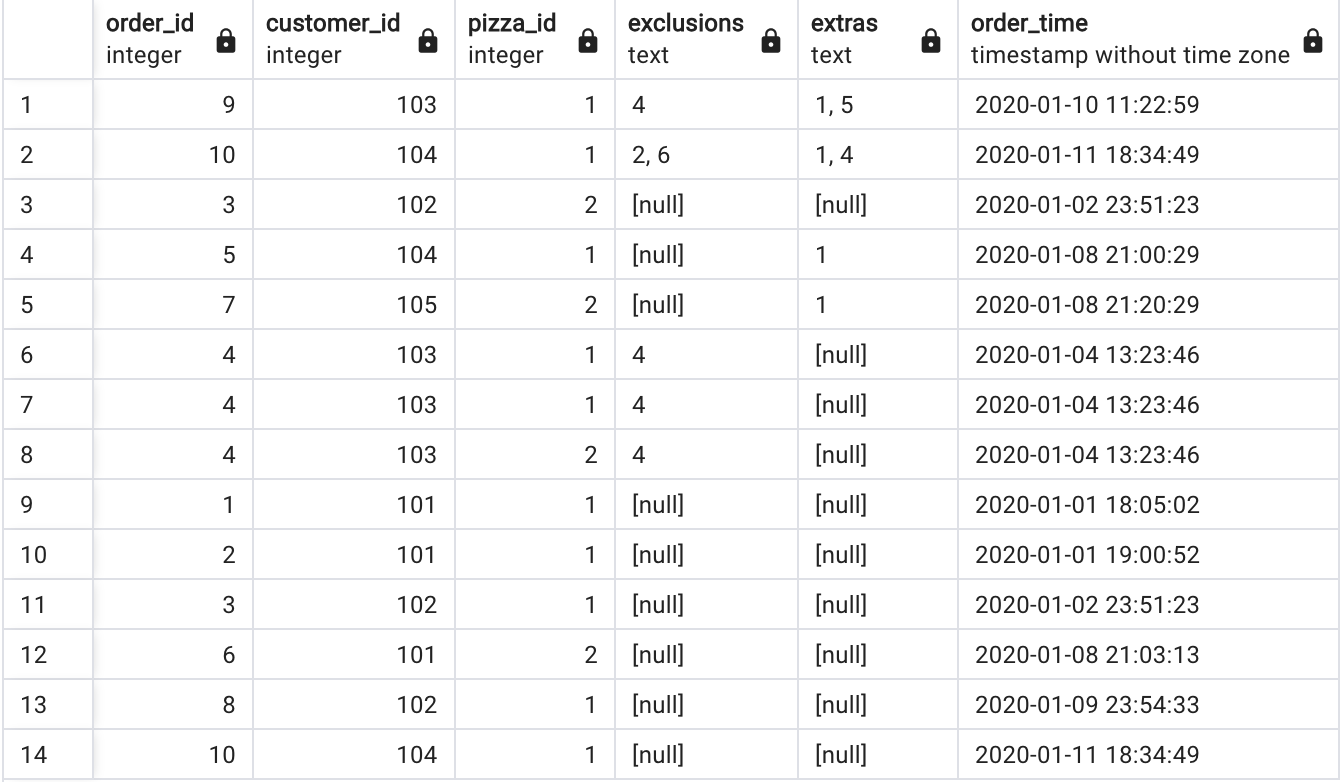 order_id customer_id pizza_id exclusions extras order_time
integer integer integer text text timestamp without time zone
1 9 103 1 4 1, 5 2020-01-10 11:22:59
2 10 104 1 2, 6 1, 4 2020-01-11 18:34:49
3 3 102 2 [null] [null] 2020-01-02 23:51:23
4 5 104 1 [null] 1 2020-01-08 21:00:29
5 7 105 2 [null] 1 2020-01-08 21:20:29
6 4 103 1 4 [null] 2020-01-04 13:23:46
7 4 103 1 4 [null] 2020-01-04 13:23:46
8 4 103 2 4 [null] 2020-01-04 13:23:46
9 1 101 1 [null] [null] 2020-01-01 18:05:02
10 2 101 1 [null] [null] 2020-01-01 19:00:52
11 3 102 1 [null] [null] 2020-01-02 23:51:23
12 6 101 2 [null] [null] 2020-01-08 21:03:13
13 8 102 1 [null] [null] 2020-01-09 23:54:33
14 10 104 1 [null] [null] 2020-01-11 18:34:49